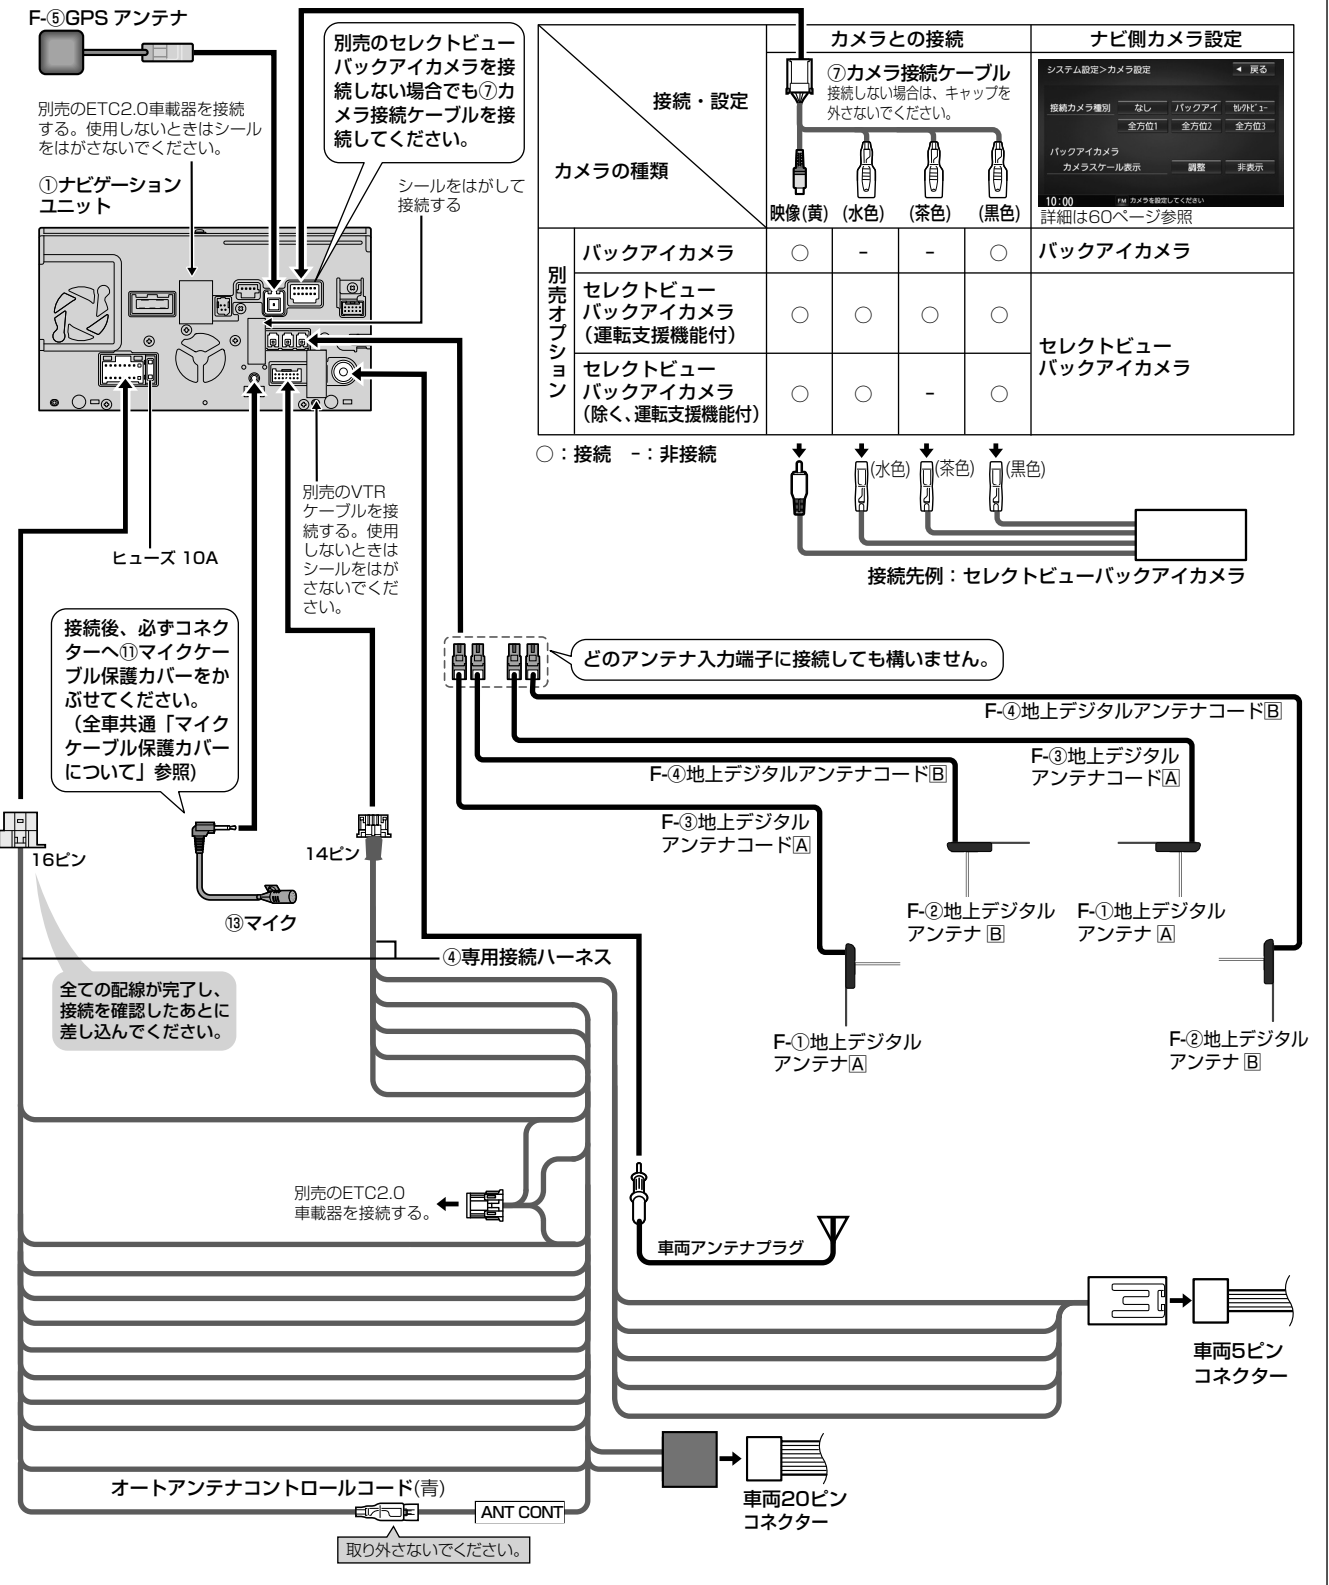 F-⑤GPS アンテナ
別売のETC2.0車載器を接続
する。使用しないときはシール
をはがさないでください。
①ナビゲーション
ユニット
別売のセレクトビュー
バックアイカメラを接
続しない場合でも⑦カ
メラ接続ケーブルを接
続してください。
シールをはがして
接続する
カメラとの接続
ナビ側カメラ設定
接続・設定
カメラの種類
⑦カメラ接続ケーブル
接続しない場合は、キャップを
外さないでください。
映像(黄) (水色) (茶色) (黒色)
システム設定>カメラ設定 ◀ 戻る
接続カメラ種別 なし バックアイ ｾﾚｸﾄﾋﾞｭｰ
全方位1 全方位2 全方位3
バックアイカメラ
カメラスケール表示 調整 非表示
10:00 FM カメラを設定してください
詳細は60ページ参照
別売オプション
バックアイカメラ ○ － － ○ バックアイカメラ
セレクトビュー
バックアイカメラ
(運転支援機能付)
○ ○ ○ ○
セレクトビュー
バックアイカメラ
(除く、運転支援機能付)
○ ○ － ○
セレクトビュー
バックアイカメラ
○：接続 －：非接続
(水色) (茶色) (黒色)
接続先例：セレクトビューバックアイカメラ
別売のVTR
ケーブルを接
続する。使用
しないときは
シールをはが
さないでくだ
さい。
ヒューズ 10A
接続後、必ずコネク
ターへ⑪マイクケー
ブル保護カバーをか
ぶせてください。
(全車共通「マイク
ケーブル保護カバー
について」参照)
どのアンテナ入力端子に接続しても構いません。
F-④地上デジタルアンテナコードB
F-③地上デジタル
アンテナコードA
F-④地上デジタルアンテナコードB
F-③地上デジタル
アンテナコードA
16ピン
14ピン
⑬マイク
F-②地上デジタル
アンテナ B
F-①地上デジタル
アンテナ A
④専用接続ハーネス
全ての配線が完了し、
接続を確認したあとに
差し込んでください。
F-①地上デジタル
アンテナA
F-②地上デジタル
アンテナ B
別売のETC2.0
車載器を接続する。
車両アンテナプラグ
車両5ピン
コネクター
オートアンテナコントロールコード(青)
ANT CONT
車両20ピン
コネクター
取り外さないでください。